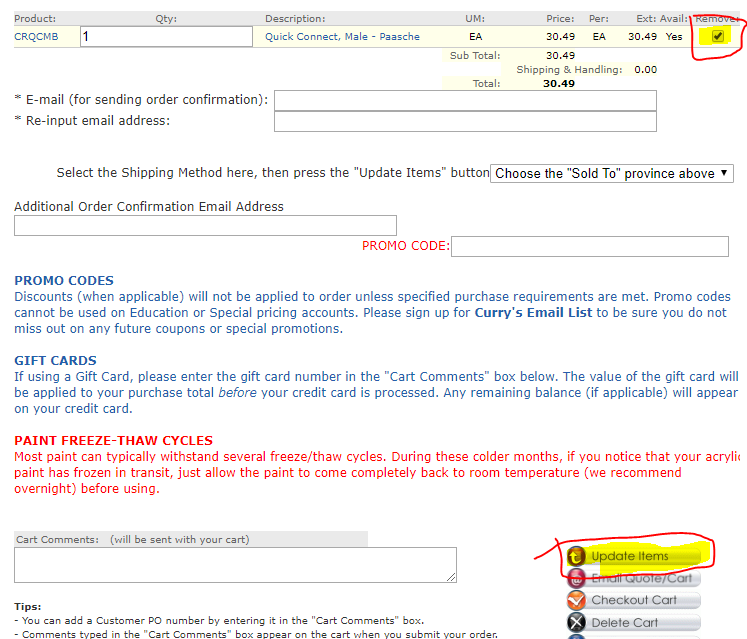 Product: Qty: Description: UM: Price: Per: Ext: Avail: Remove:
CRQCMB 1 Quick Connect, Male - Paasche EA 30.49 EA 30.49 Yes
Sub Total: 30.49
Shipping & Handling: 0.00
Total: 30.49
* E-mail (for sending order confirmation):
* Re-input email address:
Select the Shipping Method here, then press the "Update Items" button Choose the "Sold To" province above
Additional Order Confirmation Email Address
PROMO CODE:
PROMO CODES
Discounts (when applicable) will not be applied to order unless specified purchase requirements are met. Promo codes
cannot be used on Education or Special pricing accounts. Please sign up for Curry's Email List to be sure you do not
miss out on any future coupons or special promotions.
GIFT CARDS
If using a Gift Card, please enter the gift card number in the "Cart Comments" box below. The value of the gift card will
be applied to your purchase total before your credit card is processed. Any remaining balance (if applicable) will appear
on your credit card.
PAINT FREEZE-THAW CYCLES
Most paint can typically withstand several freeze/thaw cycles. During these colder months, if you notice that your acrylic
paint has frozen in transit, just allow the paint to come completely back to room temperature (we recommend
overnight) before using.
Cart Comments: (will be sent with your cart)
Update Items
Email Quote/Cart
Checkout Cart
Delete Cart
Tips:
- You can add a Customer PO number by entering it in the "Cart Comments" box.
- Comments typed in the "Cart Comments" box appear on the cart when you submit your order.